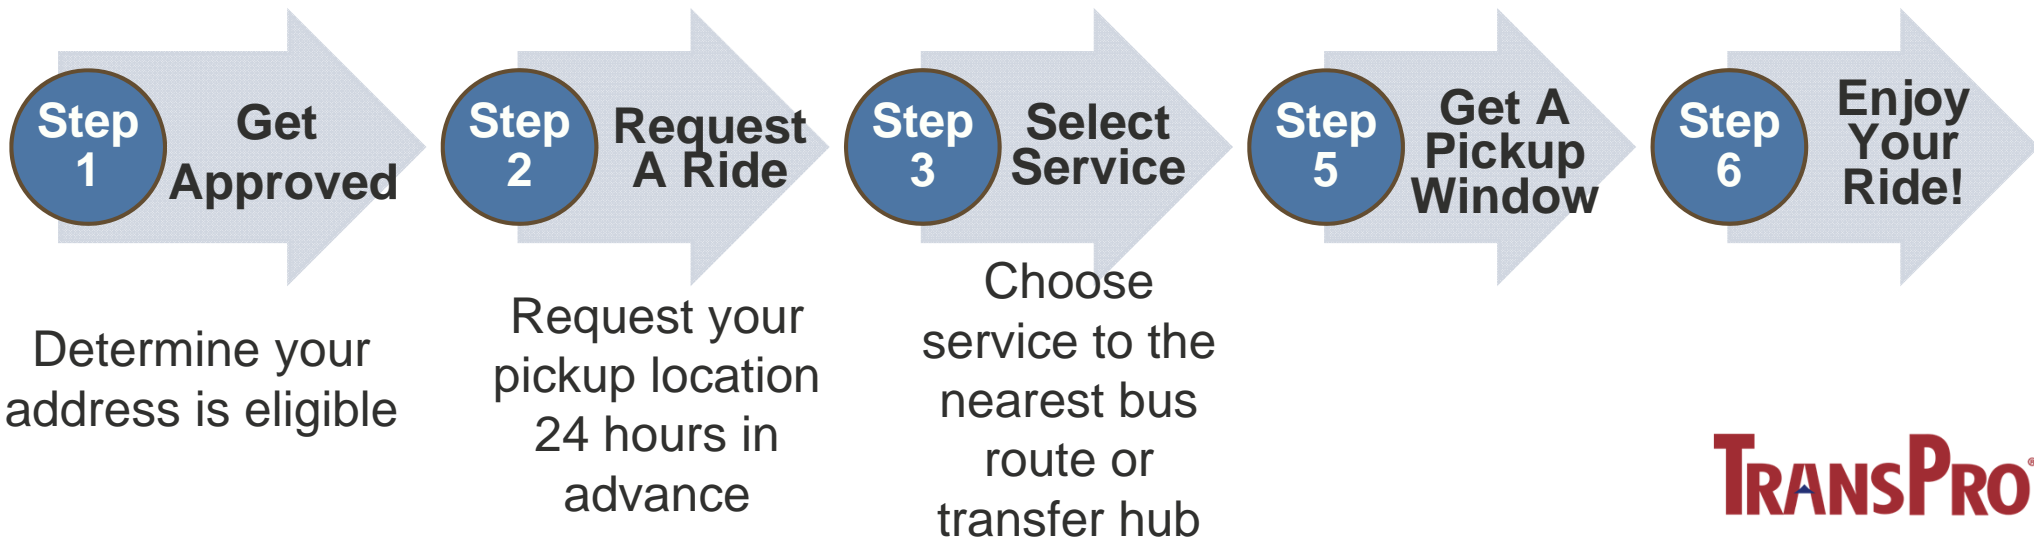 Step
1
Get
Approved
Determine your
address is eligible
Step
2
Request
A Ride
Request your
pickup location
24 hours in
advance
Step
3
Select
Service
Choose
service to the
nearest bus
route or
transfer hub
Step
5
Get A
Pickup
Window
Step
6
Enjoy
Your
Ride!
TRANSPRO®